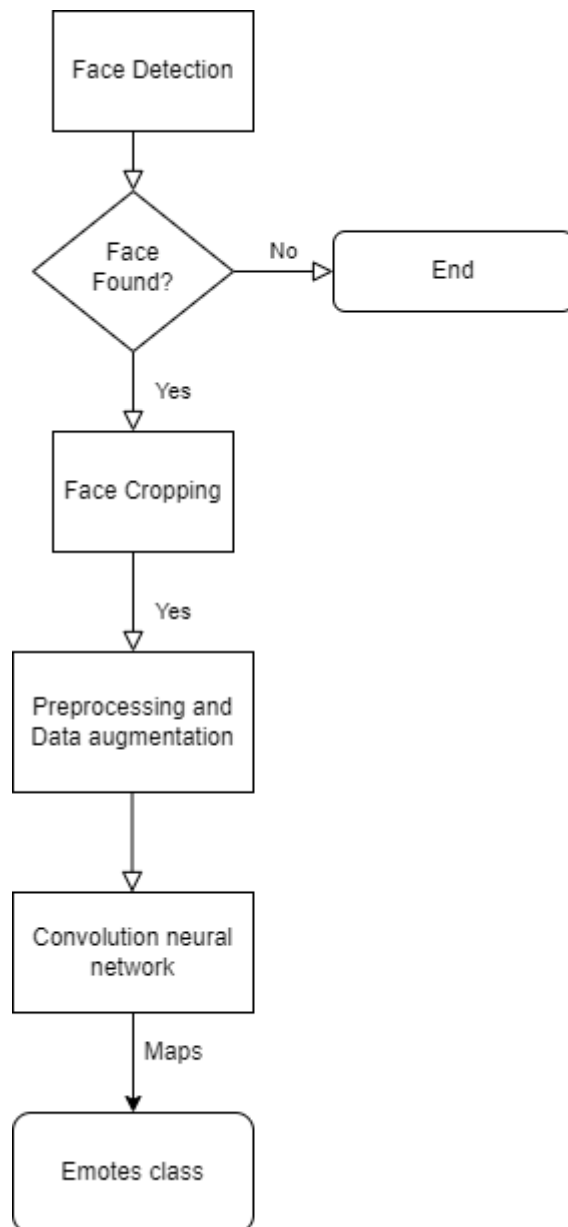 Face Detection
Face
Found?
No
End
Yes
Face Cropping
Yes
Preprocessing and
Data augmentation
Convolution neural
network
Maps
Emotes class